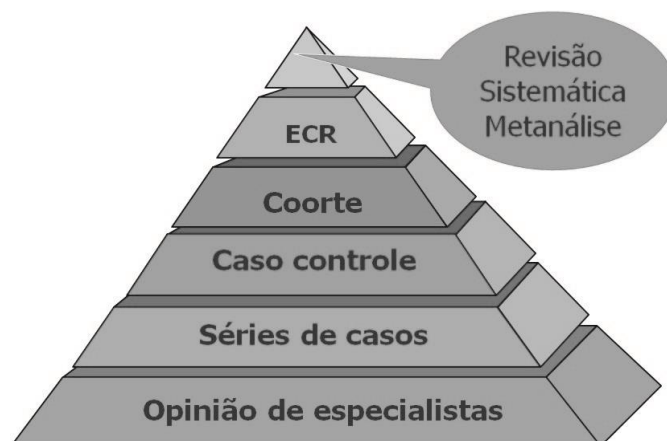 Revisão
Sistemática
Metanálise
ECR
Coorte
Caso controle
Séries de casos
Opinião de especialistas